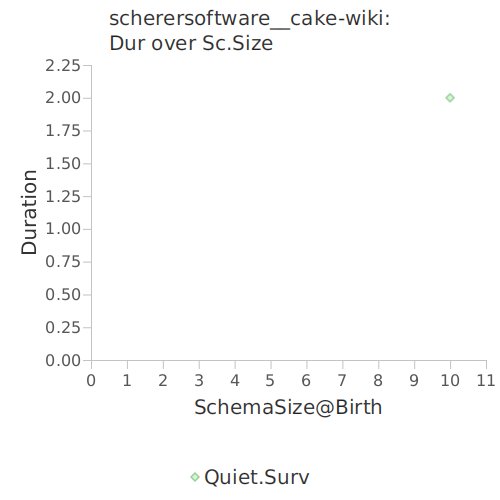 scherersoftware__cake-wiki:
Dur over Sc.Size
2.25
2.00
1.75
1.50
1.25
1.00
0.75
0.50
0.25
0.00
Duration
0 1 2 3 4 5 6 7 8 9 10 11
SchemaSize@Birth
Quiet.Surv